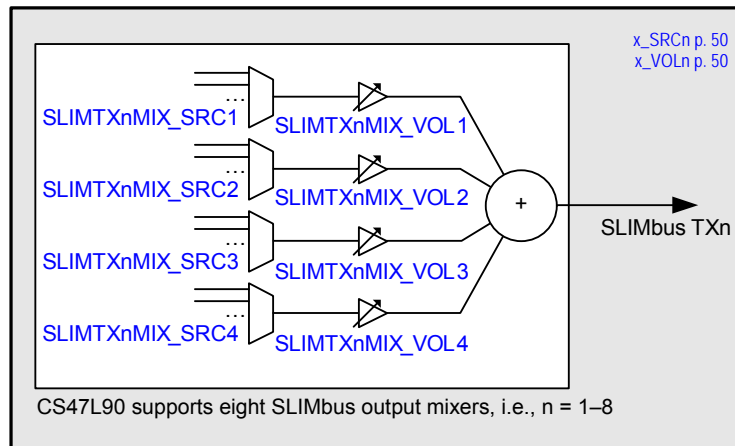 x_SRCn p. 50
x_VOLn p. 50
...
SLIMTXnMIX_SRC1
SLIMTXnMIX_VOL1
...
SLIMTXnMIX_SRC2
SLIMTXnMIX_VOL2
+
SLIMbus TXn
...
SLIMTXnMIX_SRC3
SLIMTXnMIX_VOL3
...
SLIMTXnMIX_SRC4
SLIMTXnMIX_VOL4
CS47L90 supports eight SLIMbus output mixers, i.e., n = 1–8